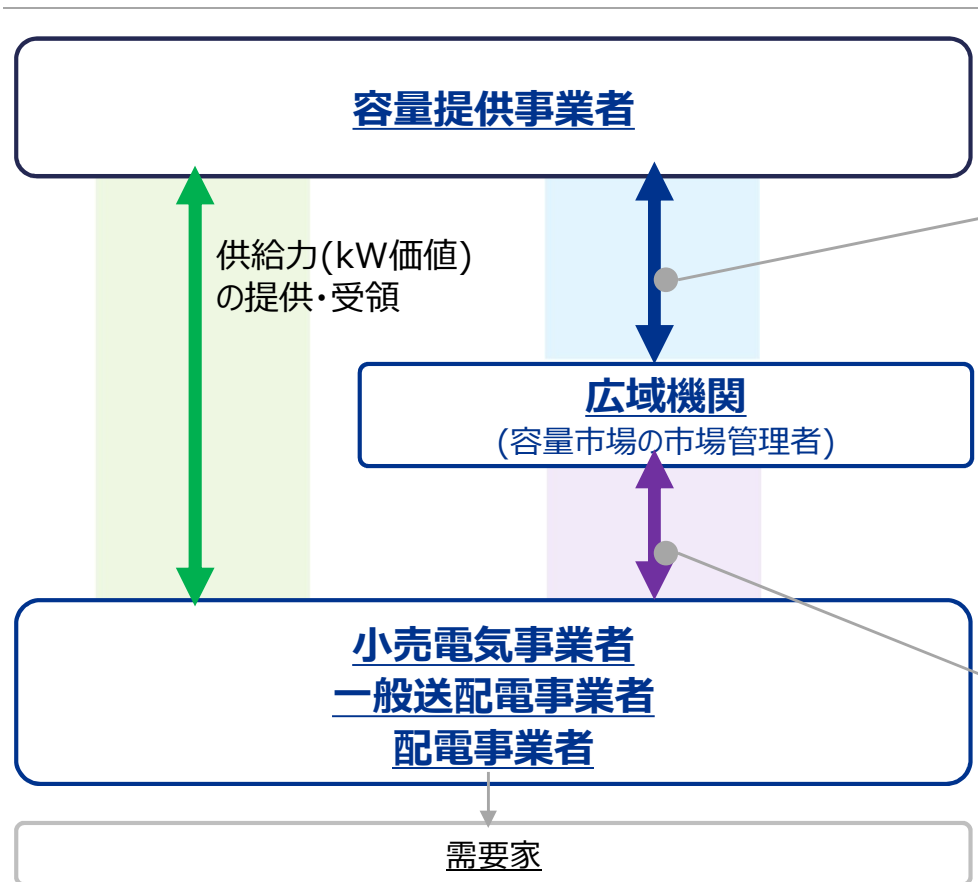 容量提供事業者
供給力(kW価値)
の提供・受領
広域機関
(容量市場の市場管理者)
小売電気事業者
一般送配電事業者
配電事業者
需要家